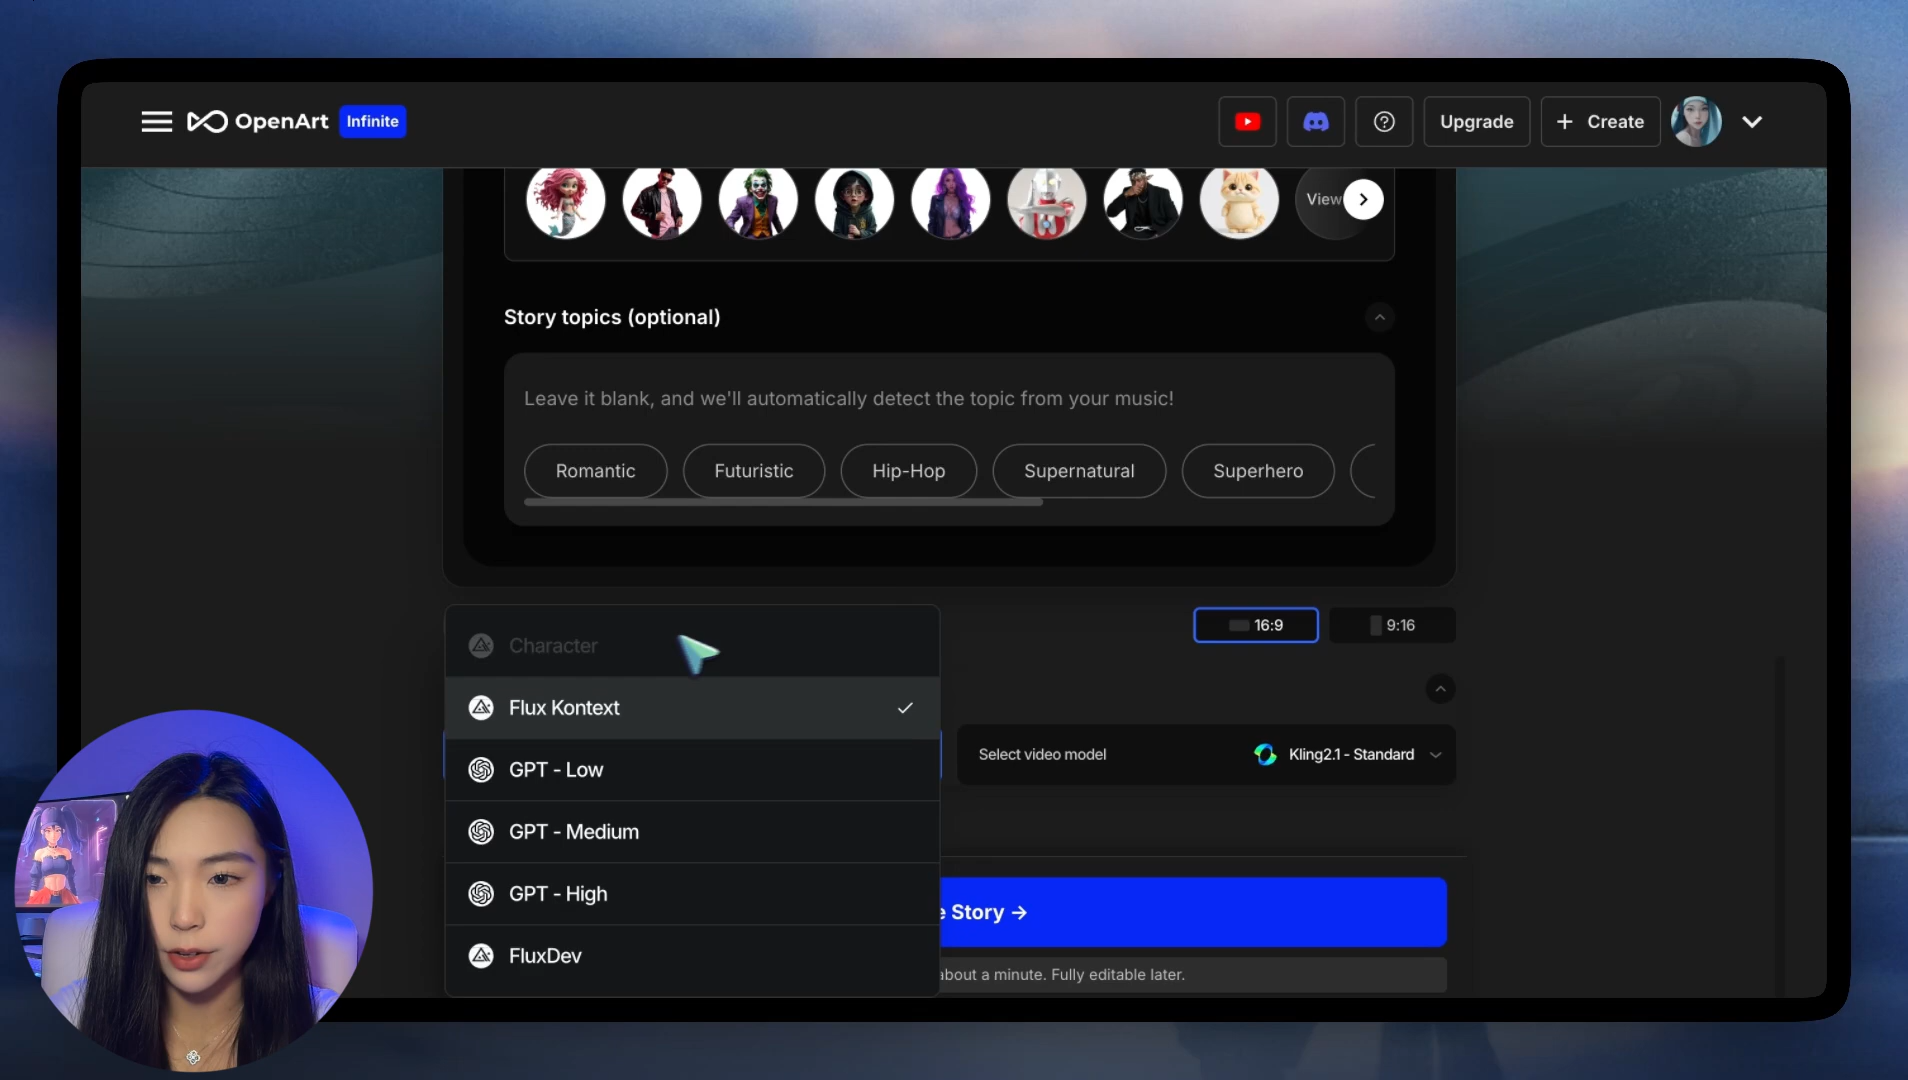 OpenArt Infinite
Upgrade
+ Create
View
Story topics (optional)
Leave it blank, and we'll automatically detect the topic from your music!
Romantic
Futuristic
Hip-Hop
Supernatural
Superhero
Character
16:9
9:16
Flux Kontext
GPT - Low
Select video model
Kling2.1 - Standard
GPT - Medium
GPT - High
e Story →
FluxDev
about a minute. Fully editable later.